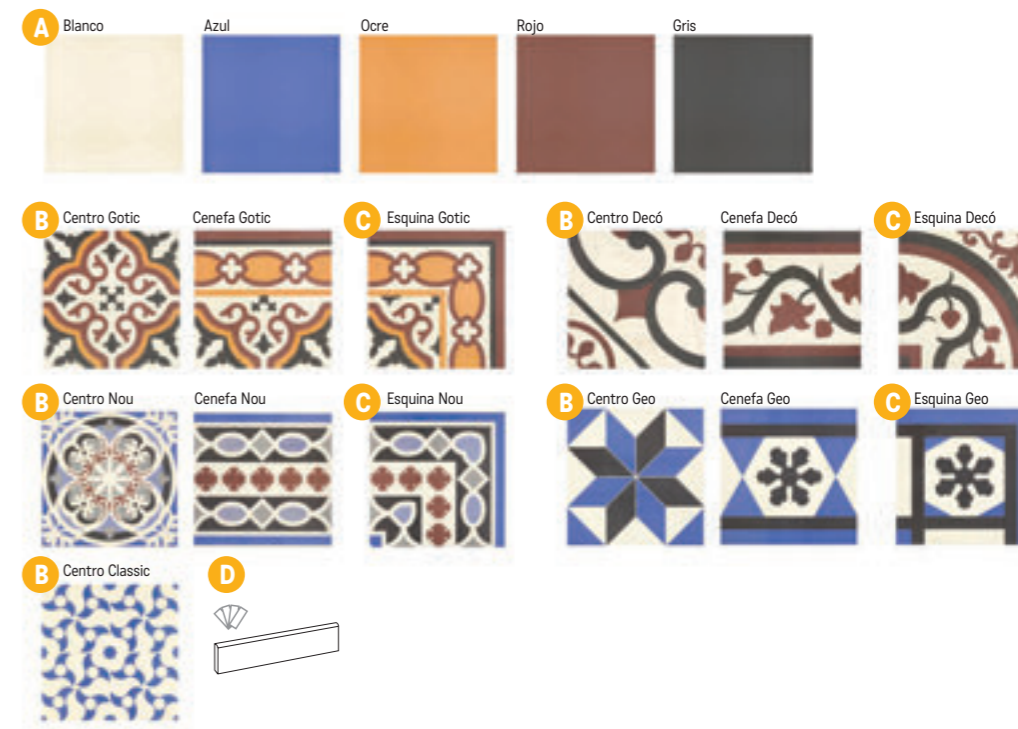 A Blanco Azul Ocre Rojo Gris
B Centro Gotic Cenefa Gotic C Esquina Gotic B Centro Decó Cenefa Decó C Esquina Decó
B Centro Nou Cenefa Nou C Esquina Nou B Centro Geo Cenefa Geo C Esquina Geo
B Centro Classic D